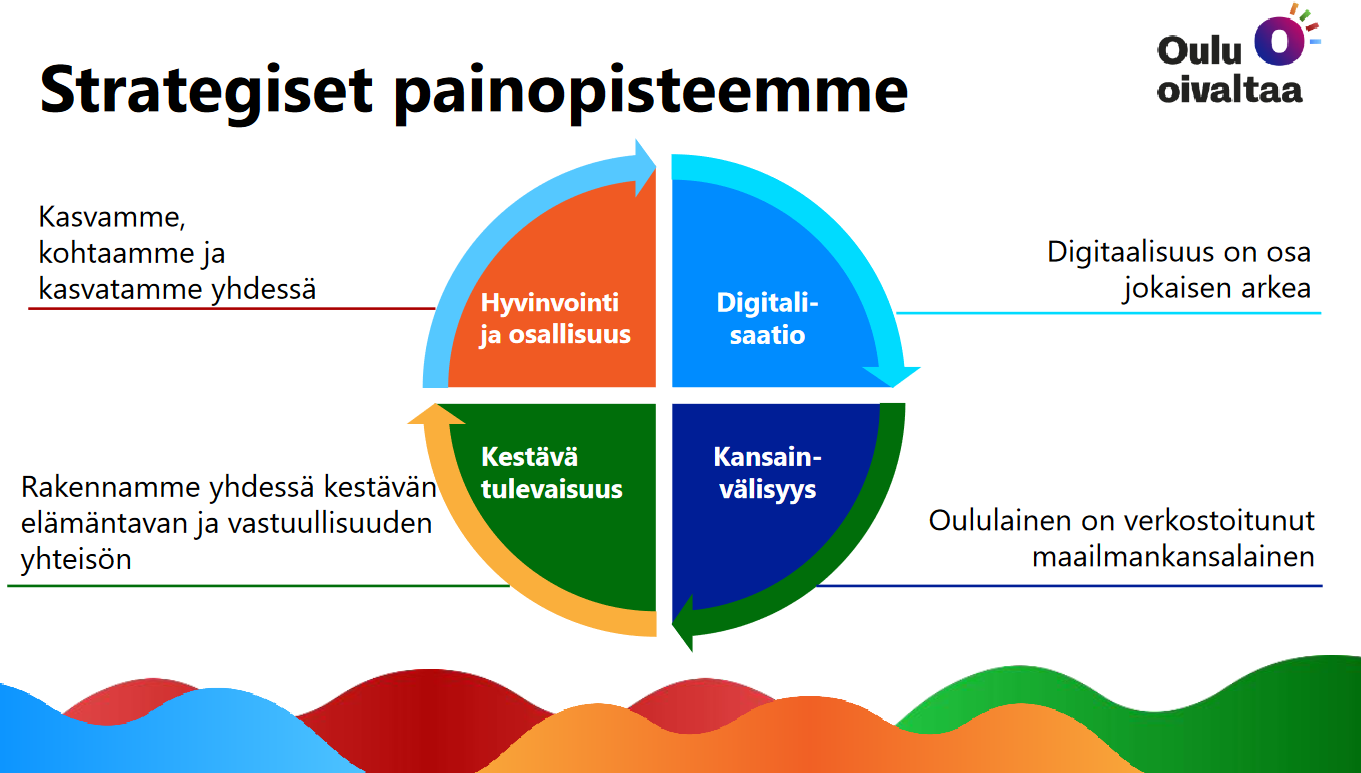 Oulu
oivaltaa
Strategiset painopisteemme
Kasvamme,
kohtaamme ja
kasvatamme yhdessä
Hyvinvointi
ja osallisuus
Digitali-
saatio
Digitaalisuus on osa
jokaisen arkea
Rakennamme yhdessä kestävän
elämäntavan ja vastuullisuuden
yhteisön
Kestävä
tulevaisuus
Kansain-
välisyys
Oululainen on verkostoitunut
maailmankansalainen